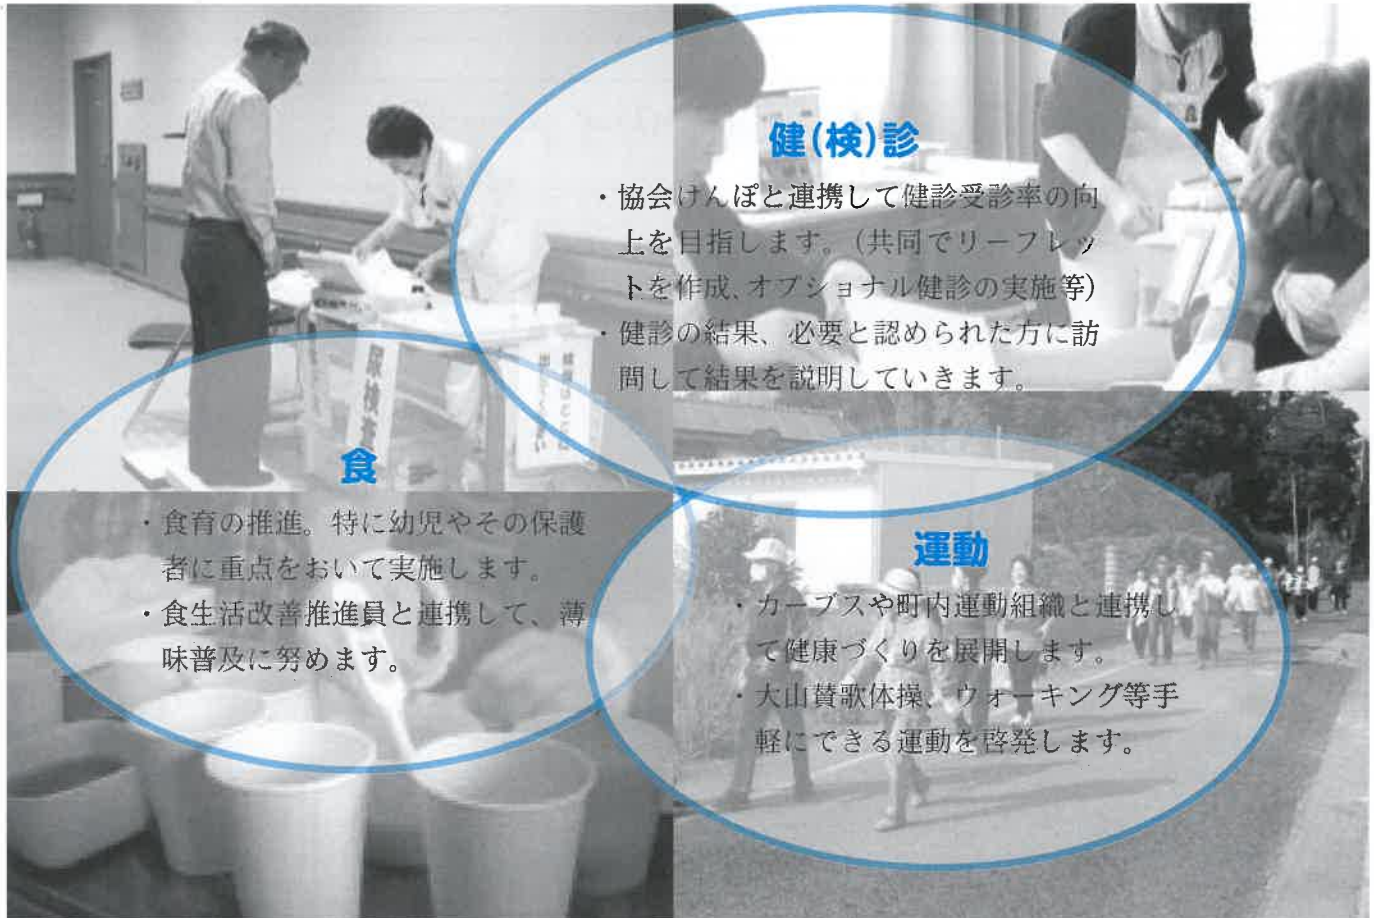 健(検)診
・協会けんぽと連携して健診受診率の向
上を目指します。(共同でリーフレッ
トを作成、オプショナル健診の実施等)
・健診の結果、必要と認められた方に訪
問して結果を説明していきます。
尿検査
食
・食育の推進。特に幼児やその保護
者に重点をおいて実施します。
・食生活改善推進員と連携して、薄
味普及に努めます。
運動
・カーブスや町内運動組織と連携し
て健康づくりを展開します。
・大山賛歌体操、ウォーキング等手
軽にできる運動を啓発します。